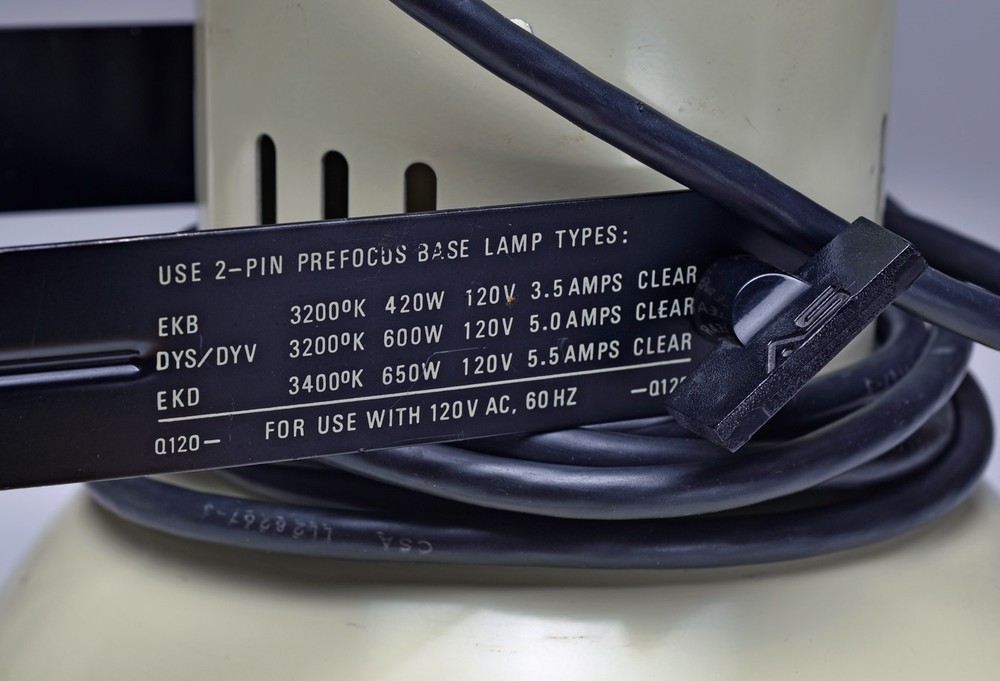 USE 2-PIN PREFOCUS BASE LAMP TYPES:
EKB 3200ºK 420W 120V 3.5 AMPS CLEAR
DYS/DYV 3200ºK 600W 120V 5.0 AMPS CLEAR
EKD 3400ºK 650W 120V 5.5 AMPS CLEAR
Q120— FOR USE WITH 120V AC, 60 HZ
LL28267-J CSA